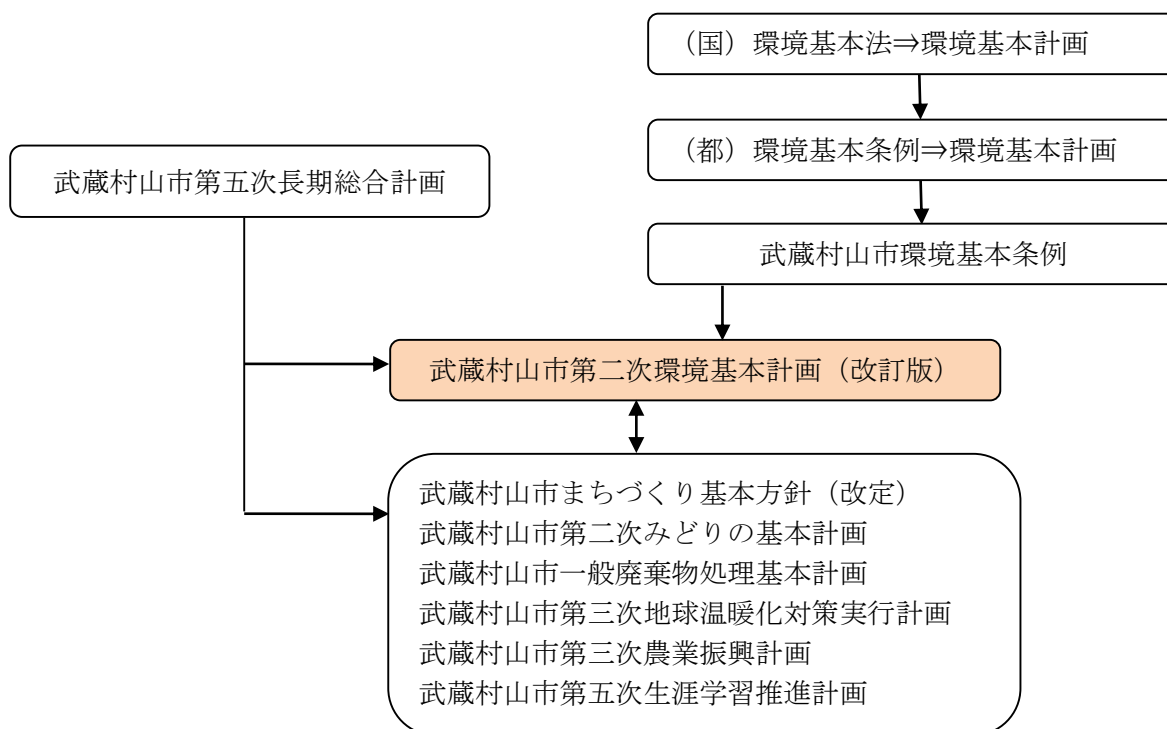 (国)環境基本法⇒環境基本計画
(都)環境基本条例⇒環境基本計画
武蔵村山市第五次長期総合計画
武蔵村山市環境基本条例
武蔵村山市第二次環境基本計画(改訂版)
武蔵村山市まちづくり基本方針(改定)
武蔵村山市第二次みどりの基本計画
武蔵村山市一般廃棄物処理基本計画
武蔵村山市第三次地球温暖化対策実行計画
武蔵村山市第三次農業振興計画
武蔵村山市第五次生涯学習推進計画